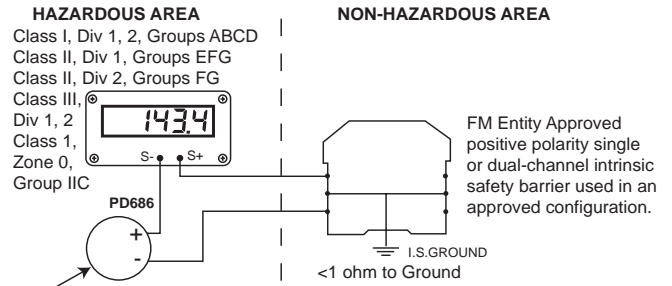 HAZARDOUS AREA
Class I, Div 1, 2, Groups ABCD
Class II, Div 1, Groups EFG
Class II, Div 2, Groups FG
Class III,
Div 1, 2
Class 1,
Zone 0,
Group IIC
143.4
S- S+
PD686
+
-
NON-HAZARDOUS AREA
FM Entity Approved
positive polarity single
or dual-channel intrinsic
safety barrier used in an
approved configuration.
I.S.GROUND
<1 ohm to Ground